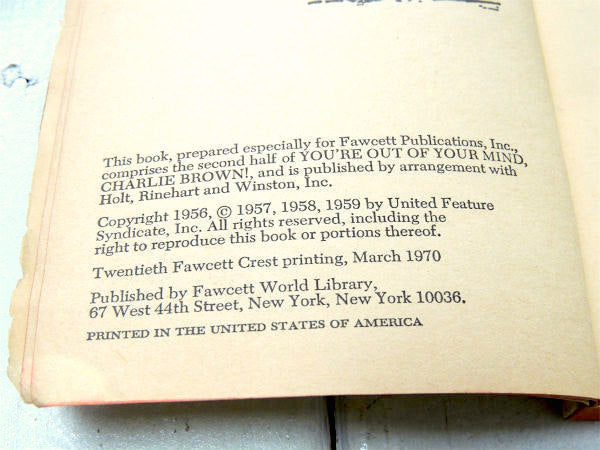 This book, prepared especially for Fawcett Publications, Inc.,
comprises the second half of YOU'RE OUT OF YOUR MIND,
CHARLIE BROWN!, and is published by arrangement with
Holt, Rinehart and Winston, Inc.
Copyright 1956, © 1957, 1958, 1959 by United Feature
Syndicate, Inc. All rights reserved, including the
right to reproduce this book or portions thereof.
Twentieth Fawcett Crest printing, March 1970
Published by Fawcett World Library,
67 West 44th Street, New York, New York 10036.
PRINTED IN THE UNITED STATES OF AMERICA